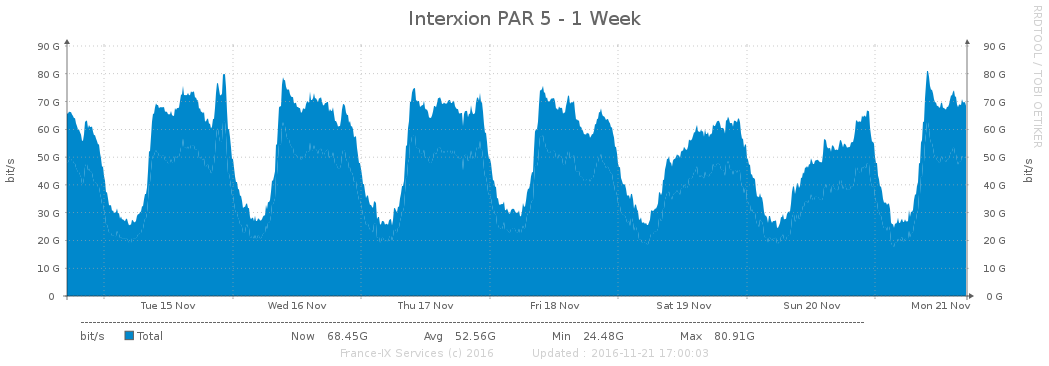 Interxion PAR 5 - 1 Week
RRDTOOL / TOBI OETIKER
bit/s
90 G 90 G
80 G 80 G
70 G 70 G
60 G 60 G
50 G 50 G
40 G 40 G
30 G 30 G
20 G 20 G
10 G 10 G
0 0 G
bit/s
Tue 15 Nov Wed 16 Nov Thu 17 Nov Fri 18 Nov Sat 19 Nov Sun 20 Nov Mon 21 Nov
bit/s Total Now 68.45G Avg 52.56G Min 24.48G Max 80.91G
France-IX Services (c) 2016 Updated : 2016-11-21 17:00:03